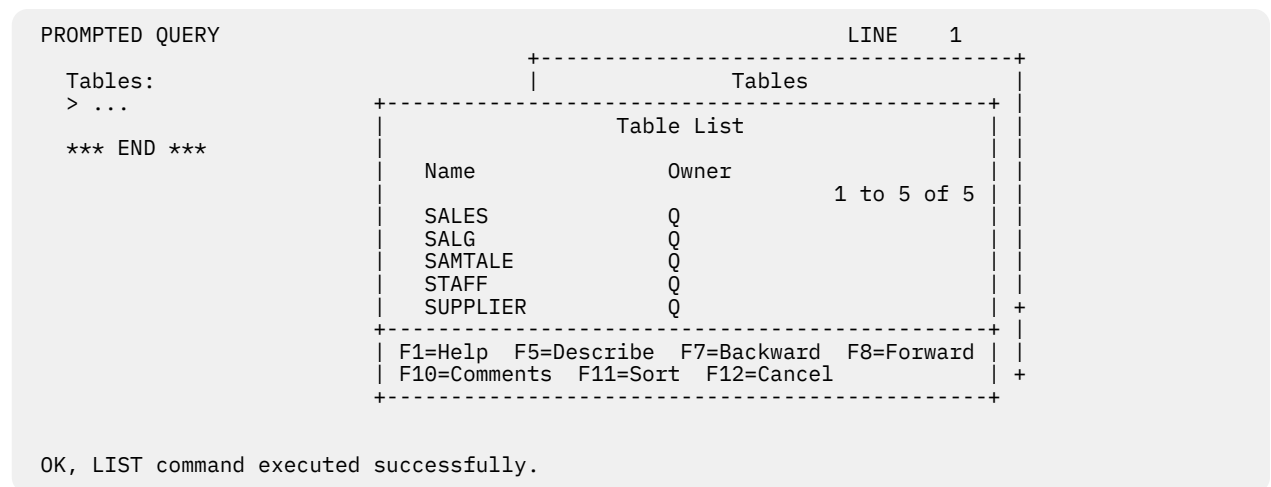 PROMPTED QUERY LINE 1
Tables:
Tables
> ...
Table List
*** END ***
Name Owner
1 to 5 of 5
SALES Q
SALG Q
SAMTALE Q
STAFF Q
SUPPLIER Q
F1=Help F5=Describe F7=Backward F8=Forward
F10=Comments F11=Sort F12=Cancel
OK, LIST command executed successfully.